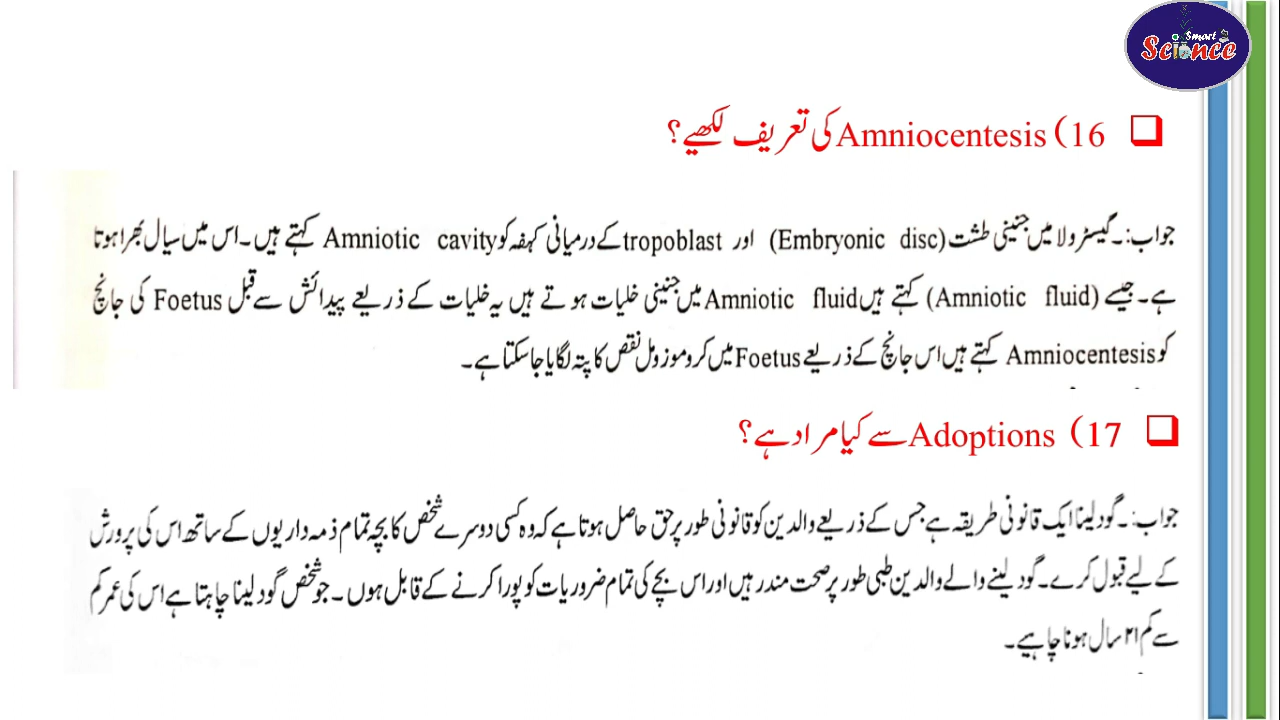 Smart
Science
16) Amniocentesis کی تعریف لکھیے؟
جواب:۔ گیسٹرولا میں جنینی طشت (Embryonic disc) اور tropoblast کے درمیانی کہفہ کو Amniotic cavity کہتے ہیں۔ اس میں سیال بھرا ہوتا
ہے۔ جیسے (Amniotic fluid) کہتے ہیں Amniotic fluid میں جنینی خلیات ہوتے ہیں یہ خلیات کے ذریعے پیدائش سے قبل Foetus کی جانچ
کو Amniocentesis کہتے ہیں اس جانچ کے ذریعے Foetus میں کروموزومل نقص کا پتہ لگایا جاسکتا ہے۔
17) Adoptions سے کیا مراد ہے؟
جواب:۔ گود لینا ایک قانونی طریقہ ہے جس کے ذریعے والدین کو قانونی طور پر حق حاصل ہوتا ہے کہ وہ کسی دوسرے شخص کا بچہ تمام ذمہ داریوں کے ساتھ اس کی پرورش
کے لیے قبول کرے۔ گود لینے والے والدین طبی طور پر صحت مند رہیں اور اس بچے کی تمام ضروریات کو پورا کرنے کے قابل ہوں۔ جو شخص گود لینا چاہتا ہے اس کی عمر کم
سے کم ۲۱ سال ہونا چاہیے۔